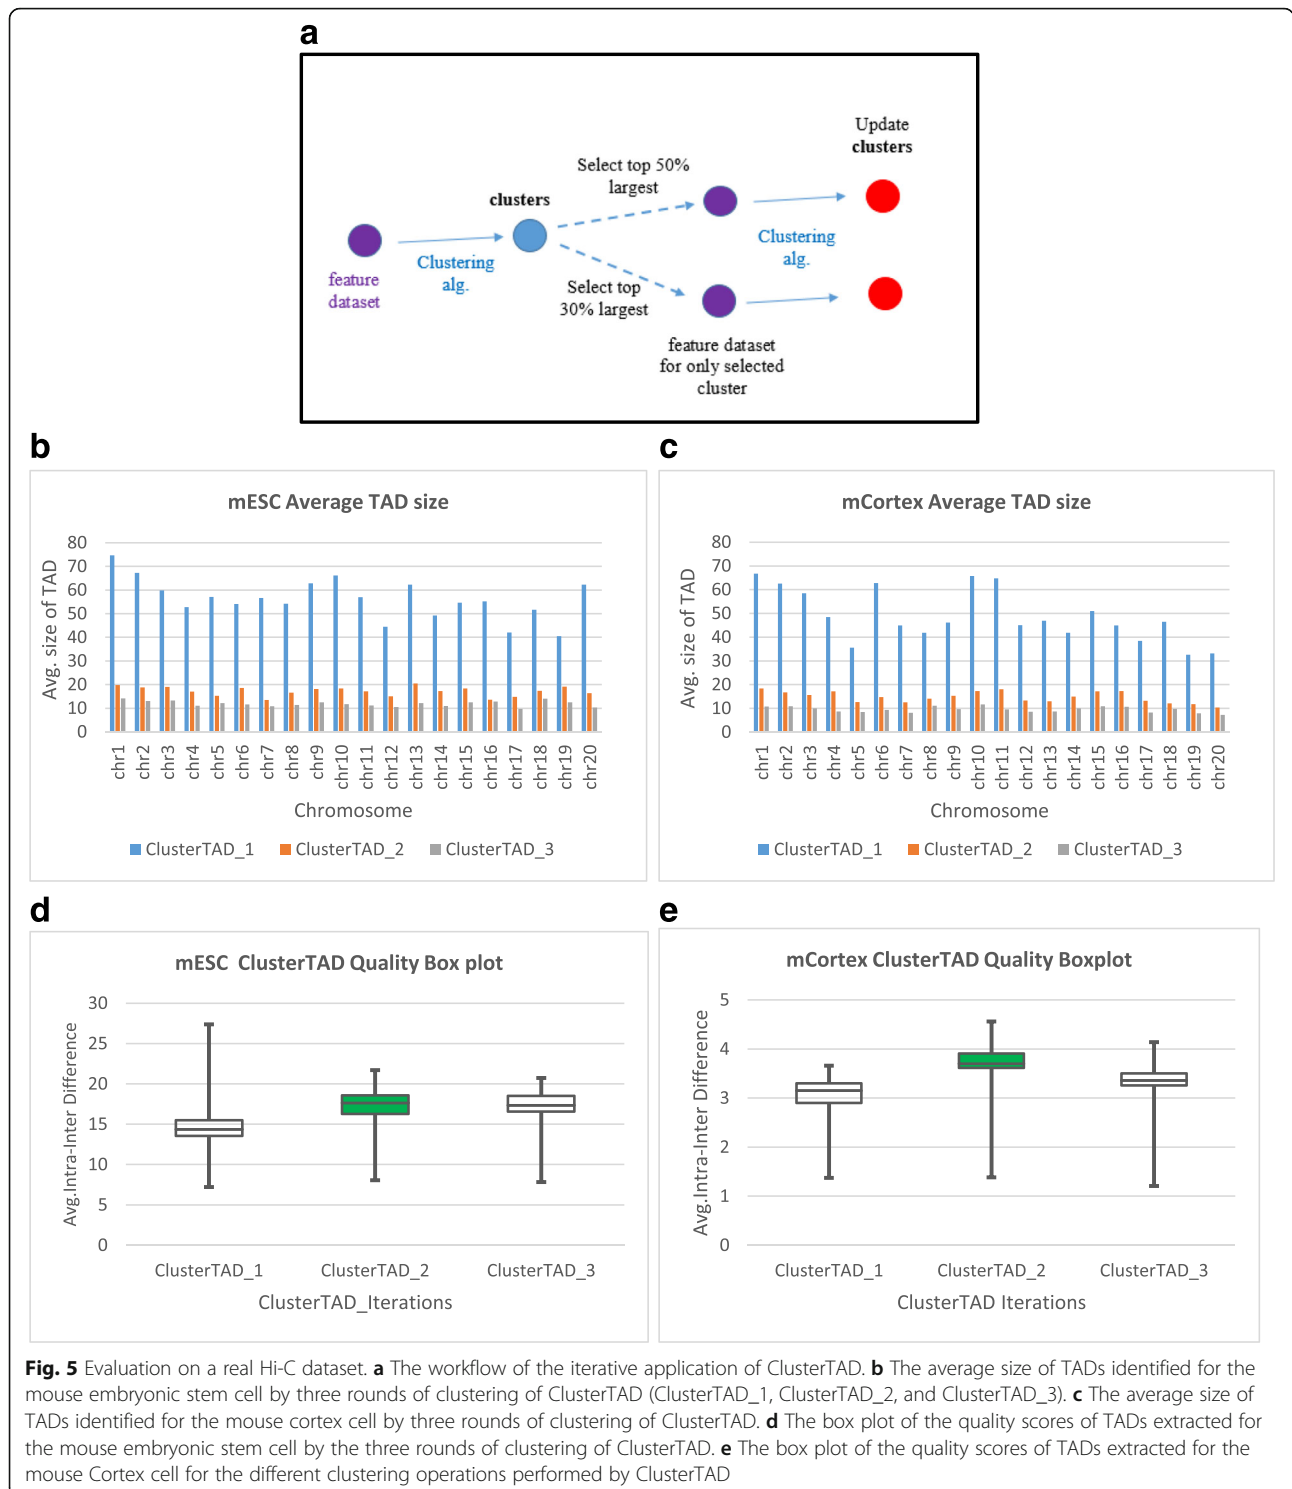 a
Update
clusters
Select top 50%
largest
clusters
Clustering
alg.
Clustering
alg.
feature
dataset
Select top
30% largest
feature dataset
for only selected
cluster
b
mESC Average TAD size
Avg. size of TAD
80
70
60
50
40
30
20
10
0
chr1
chr2
chr3
chr4
chr5
chr6
chr7
chr8
chr9
chr10
chr11
chr12
chr13
chr14
chr15
chr16
chr17
chr18
chr19
chr20
Chromosome
ClusterTAD_1 ClusterTAD_2 ClusterTAD_3
c
mCortex Average TAD size
Avg. size of TAD
80
70
60
50
40
30
20
10
0
chr1
chr2
chr3
chr4
chr5
chr6
chr7
chr8
chr9
chr10
chr11
chr12
chr13
chr14
chr15
chr16
chr17
chr18
chr19
chr20
Chromosome
ClusterTAD_1 ClusterTAD_2 ClusterTAD_3
d
mESC ClusterTAD Quality Box plot
Avg.Intra-Inter Difference
30
25
20
15
10
5
0
ClusterTAD_1 ClusterTAD_2 ClusterTAD_3
ClusterTAD_Iterations
e
mCortex ClusterTAD Quality Boxplot
Avg.Intra-Inter Difference
5
4
3
2
1
0
ClusterTAD_1 ClusterTAD_2 ClusterTAD_3
ClusterTAD Iterations
Fig. 5 Evaluation on a real Hi-C dataset. a The workflow of the iterative application of ClusterTAD. b The average size of TADs identified for the
mouse embryonic stem cell by three rounds of clustering of ClusterTAD (ClusterTAD_1, ClusterTAD_2, and ClusterTAD_3). c The average size of
TADs identified for the mouse cortex cell by three rounds of clustering of ClusterTAD. d The box plot of the quality scores of TADs extracted for
the mouse embryonic stem cell by the three rounds of clustering of ClusterTAD. e The box plot of the quality scores of TADs extracted for the
mouse Cortex cell for the different clustering operations performed by ClusterTAD